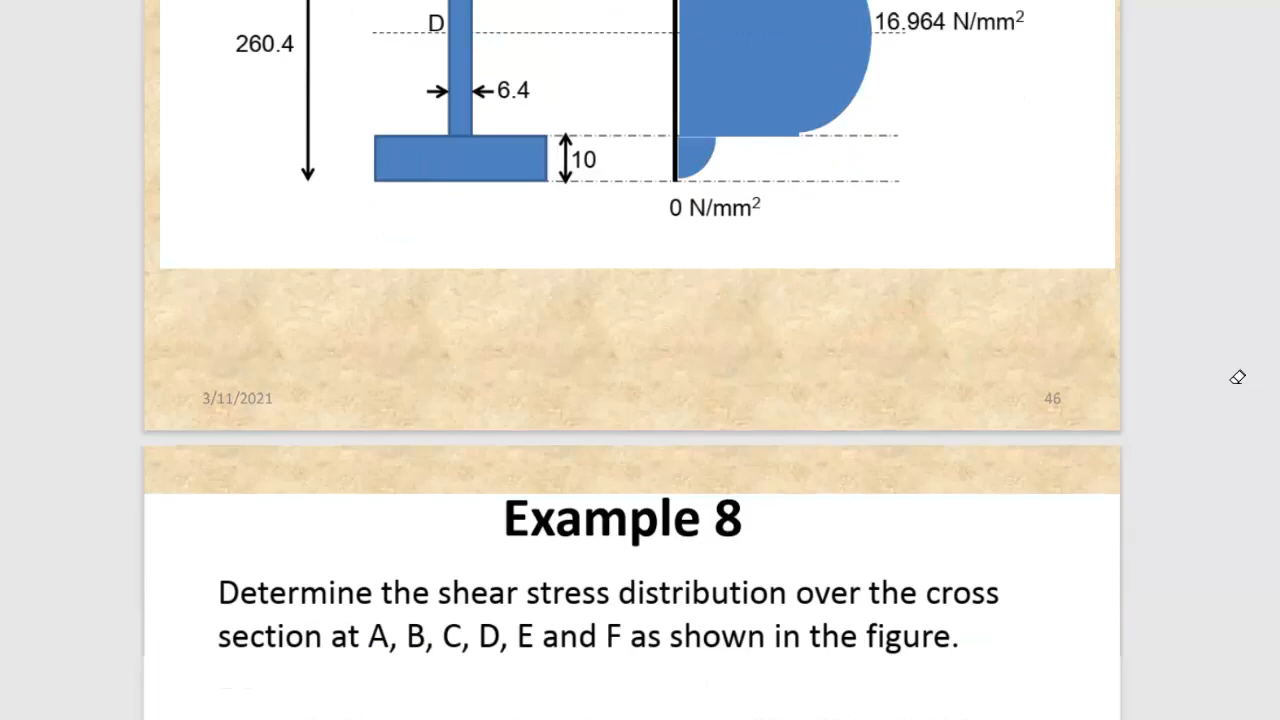 16.964 N/mm²
D
260.4
6.4
10
0 N/mm²
3/11/2021
46
Example 8
Determine the shear stress distribution over the cross
section at A, B, C, D, E and F as shown in the figure.